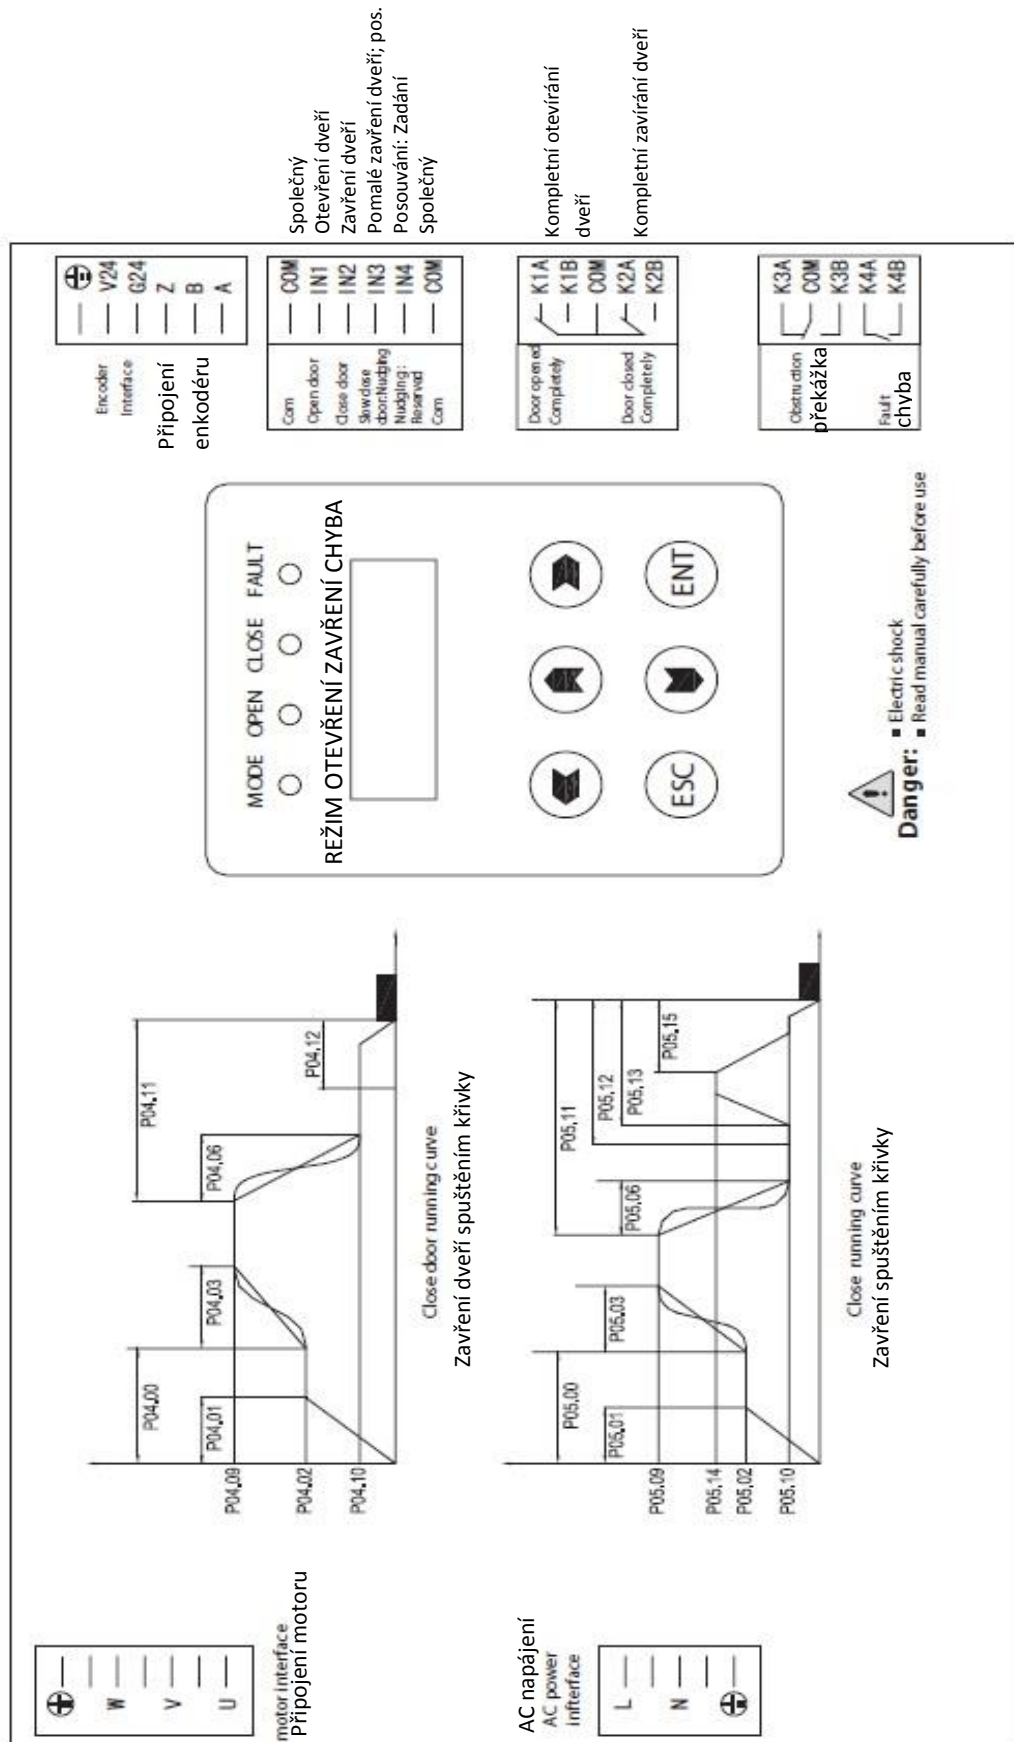 V24
G24
Z
B
A
Encoder
Interface
Připojení
enkodéru
Společný
Otevření dveří
Zavření dveří
Pomalé zavření dveří; pos.
Posouvání: Zadání
Společný
COM
IN1
IN2
IN3
IN4
COM
Com
Open door
Close door
Slw close
door:Nudging
Nudging:
Reserved
Com
Kompletní otevírání
dveří
Kompletní zavírání dveří
K1A
K1B
COM
K2A
K2B
Door opened
Completely
Door closed
Completely
K3A
COM
K3B
K4A
K4B
Obstruction
překážka
Fault
chyba
MODE OPEN CLOSE FAULT
REŽIM OTEVŘENÍ ZAVŘENÍ CHYBA
ESC
ENT
Danger:
■ Electric shock
■ Read manual carefully before use
P04.11
P04.06
P04.12
P04.03
P04.00
P04.01
P04.09
P04.02
P04.10
Close door running curve
Zavření dveří spuštěním křivky
P05.11
P05.12
P05.13
P05.15
P05.06
P05.03
P05.00
P05.01
P05.09
P05.14
P05.02
P05.10
Close running curve
Zavření spuštěním křivky
W
V
U
motor interface
Připojení motoru
AC napájení
AC power
infterface
L
N